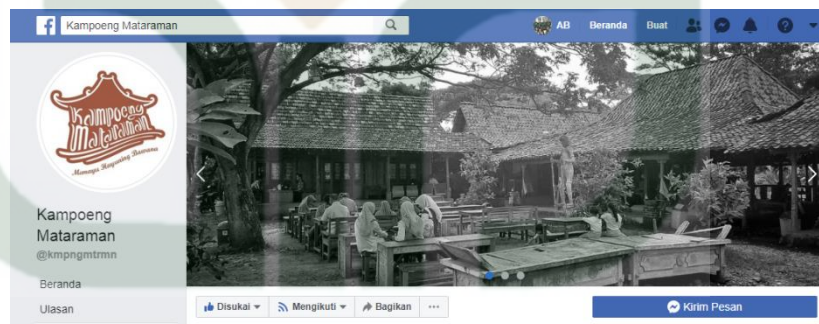 Kampoeng Mataraman
AB Beranda Buat
Kampoeng
Mataraman
Kampoeng
Mataraman
@kmpngmtrmn
Beranda
Ulasan
Disukai Mengikuti Bagikan ...
Kirim Pesan